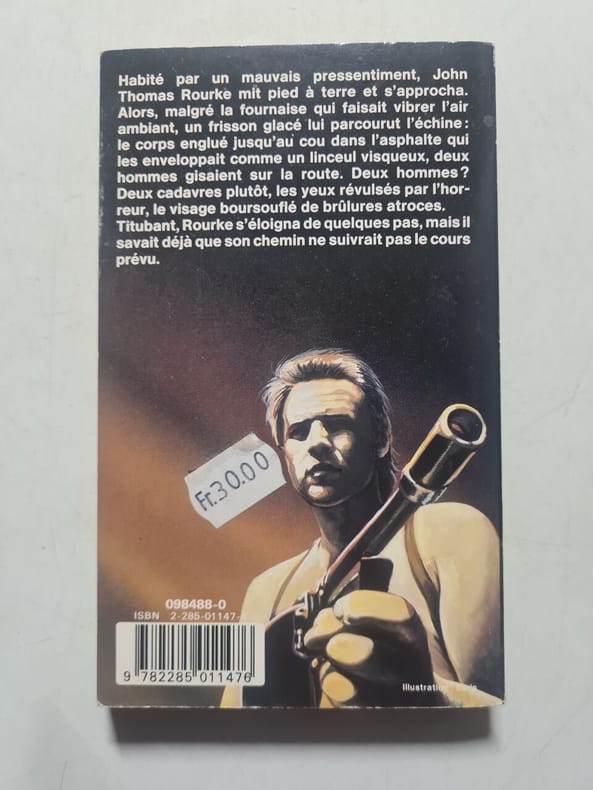 Habité par un mauvais pressentiment, John
Thomas Rourke mit pied à terre et s'approcha.
Alors, malgré la fournaise qui faisait vibrer l'air
ambiant, un frisson glacé lui parcourut l'échine :
le corps englué jusqu'au cou dans l'asphalte qui
les enveloppait comme un linceul visqueux, deux
hommes gisaient sur la route. Deux hommes ?
Deux cadavres plutôt, les yeux révulsés par l'hor-
reur, le visage boursouflé de brûlures atroces.
Titubant, Rourke s'éloigna de quelques pas, mais il
savait déjà que son chemin ne suivrait pas le cours
prévu.
Fr.30.00
098488-0
ISBN 2-285-01147-
9 782285 011476
Illustration